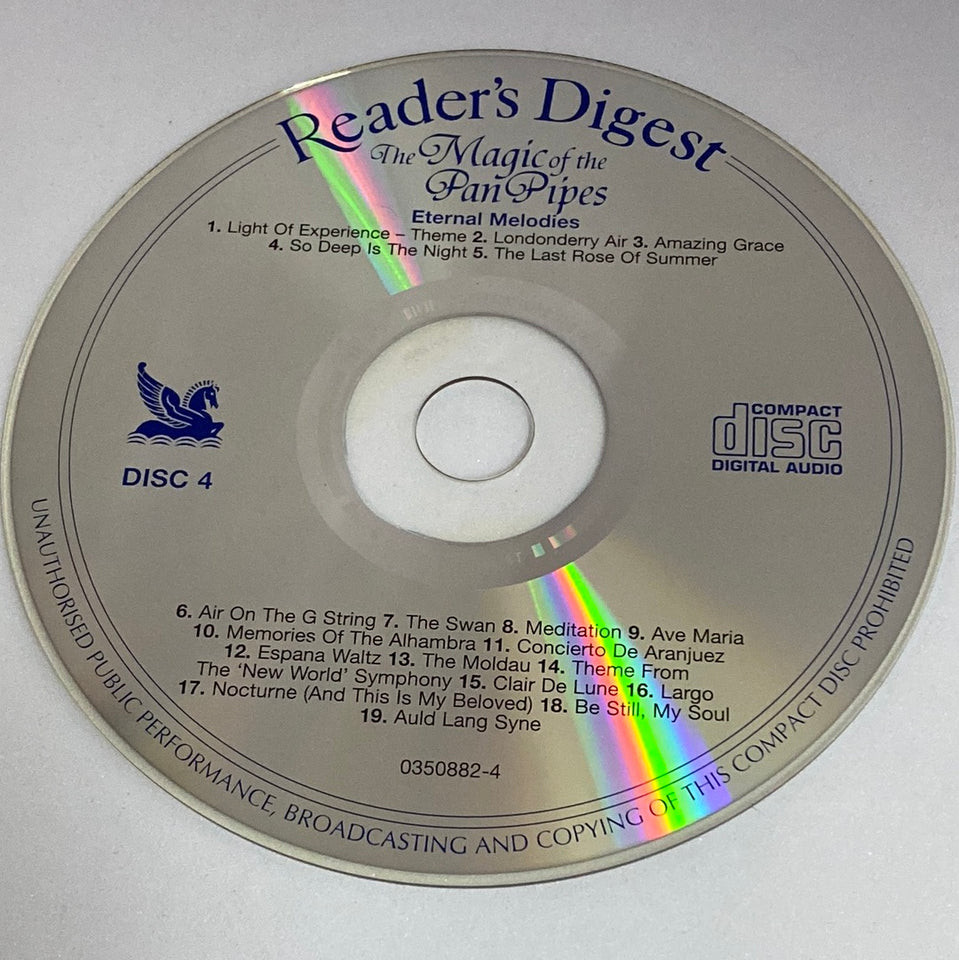 Reader's Digest
The Magic of the
Pan Pipes
Eternal Melodies
1. Light Of Experience – Theme 2. Londonderry Air 3. Amazing Grace
4. So Deep Is The Night 5. The Last Rose Of Summer
DISC 4
COMPACT
disc
DIGITAL AUDIO
6. Air On The G String 7. The Swan 8. Meditation 9. Ave Maria
10. Memories Of The Alhambra 11. Concierto De Aranjuez
12. Espana Waltz 13. The Moldau 14. Theme From
The ‘New World’ Symphony 15. Clair De Lune 16. Largo
17. Nocturne (And This Is My Beloved) 18. Be Still, My Soul
19. Auld Lang Syne
0350882-4
UNAUTHORISED PUBLIC PERFORMANCE, BROADCASTING AND COPYING OF THIS COMPACT DISC PROHIBITED